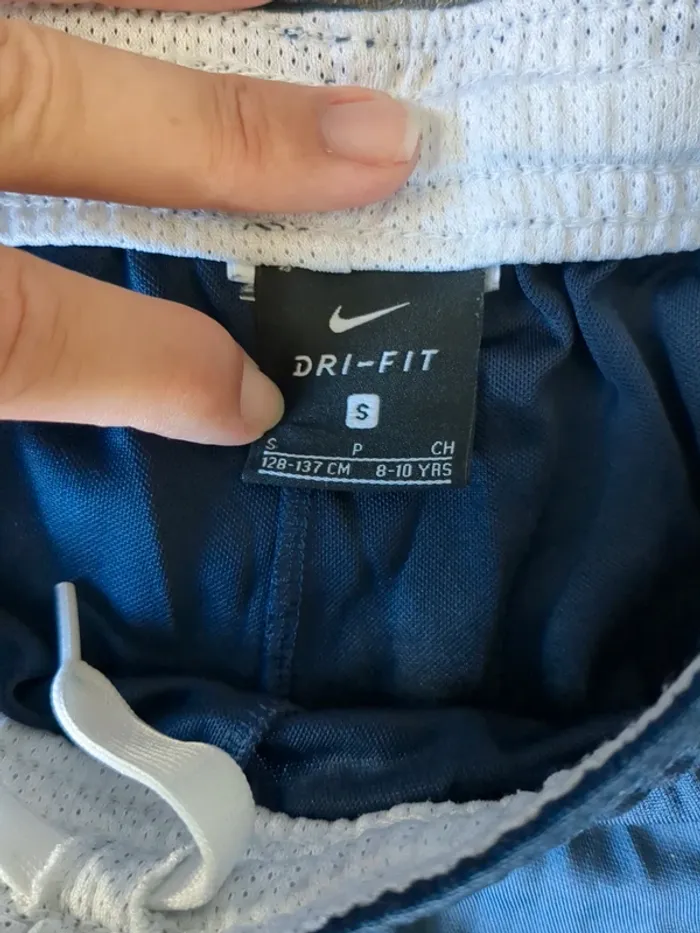 DRI-FIT
S
S P CH
128-137 CM 8-10 YRS